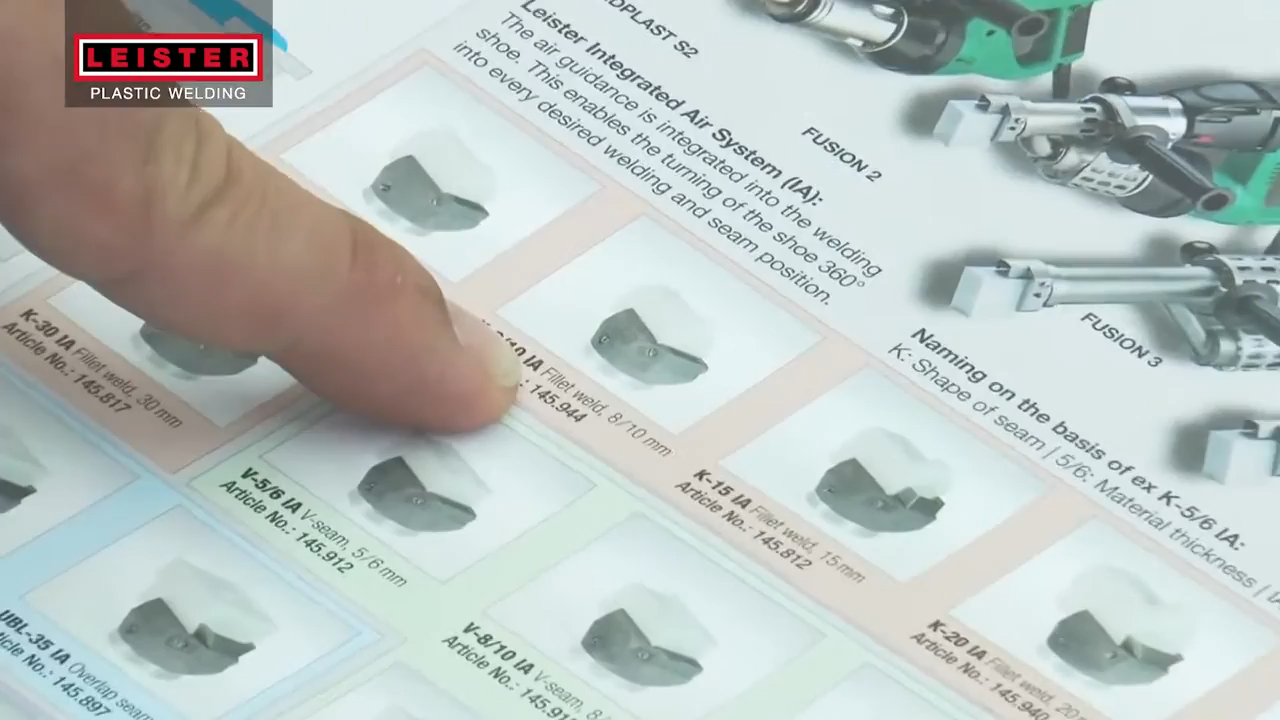 LEISTER
PLASTIC WELDING
FUSION 2
Leister Integrated Air System (IA):
The air guidance is integrated into the welding
shoe. This enables the turning of the shoe 360°
into every desired welding and seam position.
FUSION 3
Naming on the basis of ex K-5/6 IA:
K: Shape of seam | 5/6: Material thickness |
K-30 IA Fillet weld, 30 mm
Article No.: 145.817
IA Fillet weld, 8/10 mm
: 145.944
K-15 IA Fillet weld, 15 mm
Article No.: 145.812
K-20 IA Fillet weld,
Article No.:
V-5/6 IA V-seam, 5/6 mm
Article No.: 145.912
V-8/10 IA V-seam,
Article No.:
UBL-35 IA Overlap seam
No.: 145.897